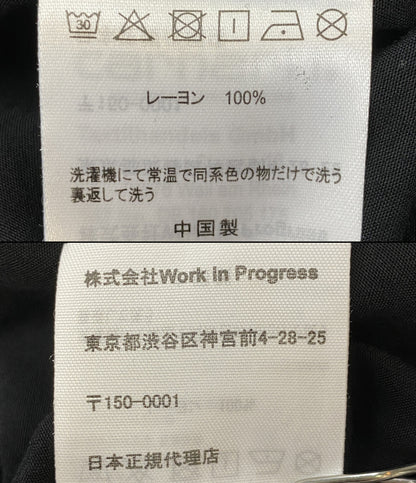 30
レーヨン 100%
洗濯機にて常温で同系色の物だけで洗う
裏返して洗う
中国製
株式会社Work in Progress
東京都渋谷区神宮前4-28-25
〒150-0001
日本正規代理店